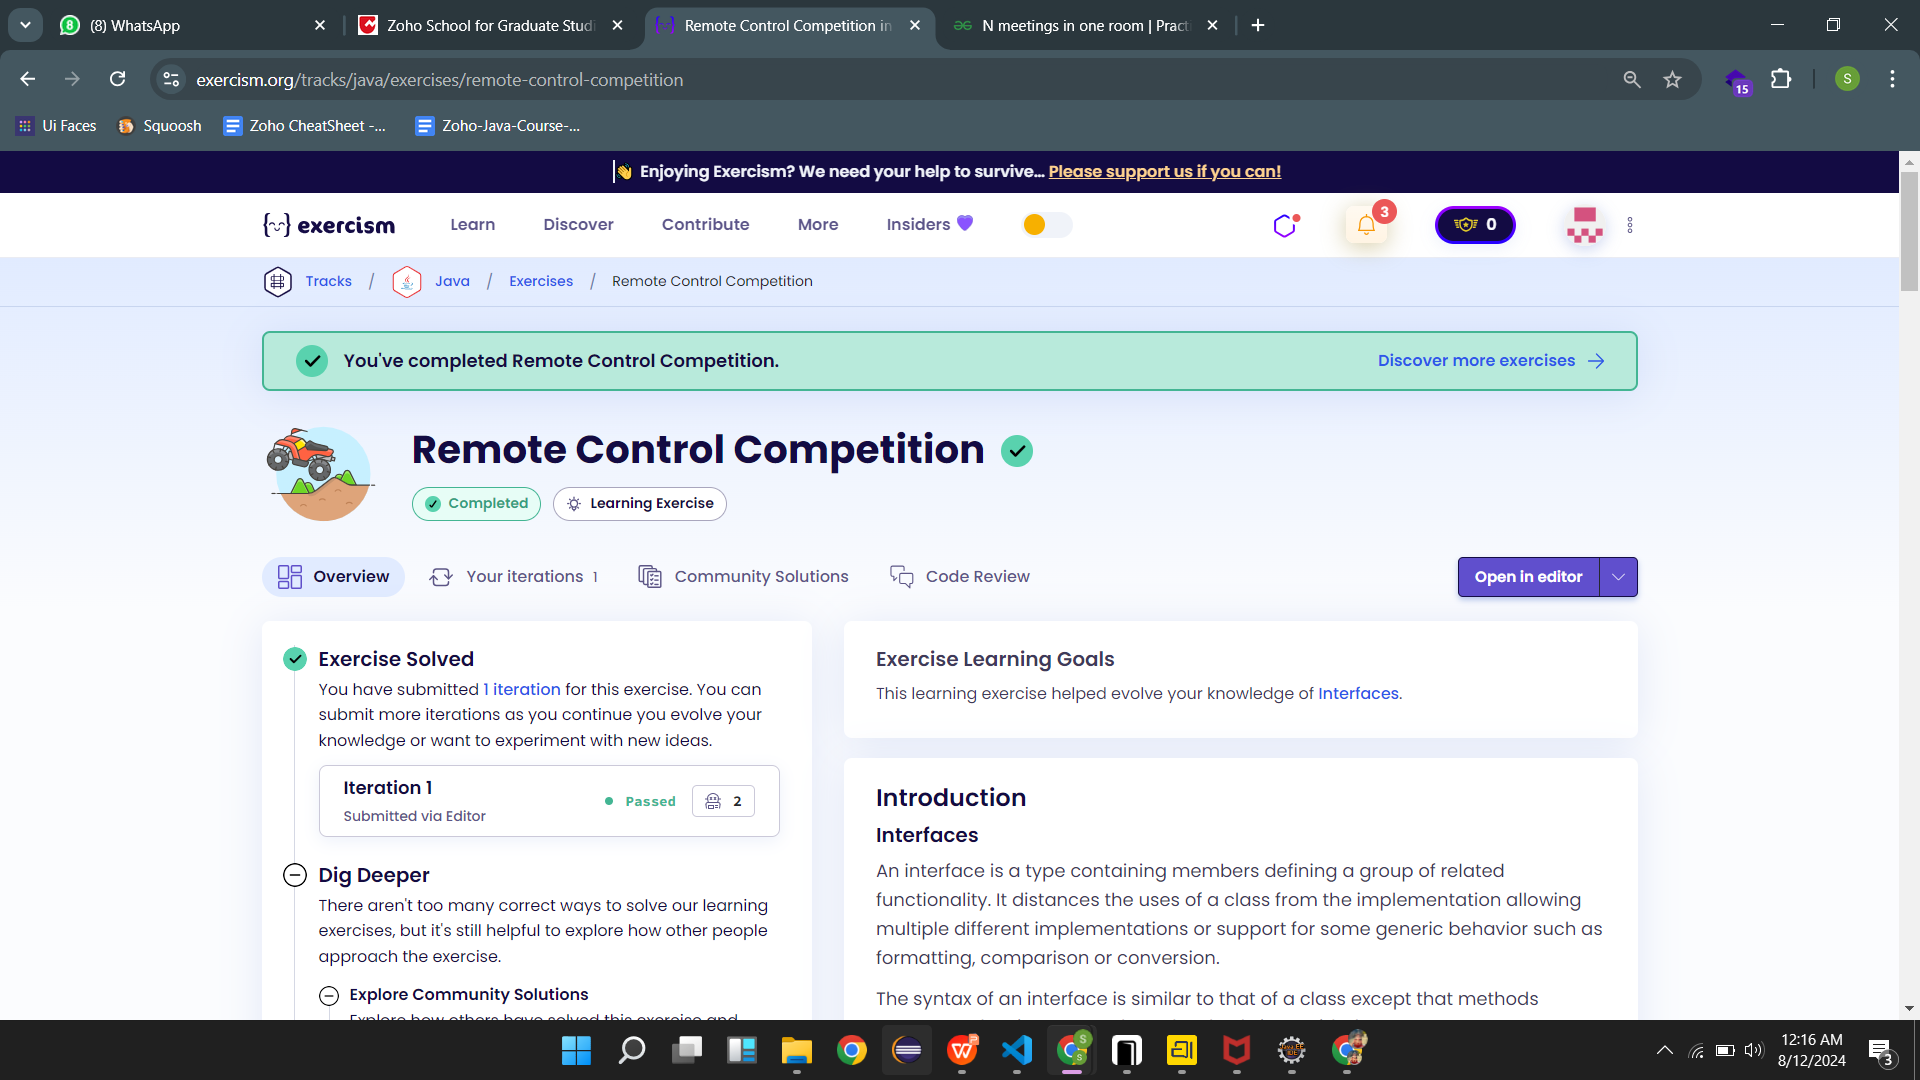 (8) WhatsApp
Zoho School for Graduate Studi
Remote Control Competition in
N meetings in one room | Practi
exercism.org/tracks/java/exercises/remote-control-competition
15
S
Ui Faces
Squoosh
Zoho CheatSheet -...
Zoho-Java-Course-...
👋 Enjoying Exercism? We need your help to survive... Please support us if you can!
exercism
Learn
Discover
Contribute
More
Insiders 💜
3
0
Tracks / Java / Exercises / Remote Control Competition
You've completed Remote Control Competition.
Discover more exercises
Remote Control Competition
Completed
Learning Exercise
Overview
Your iterations 1
Community Solutions
Code Review
Open in editor
Exercise Solved
You have submitted 1 iteration for this exercise. You can
submit more iterations as you continue you evolve your
knowledge or want to experiment with new ideas.
Iteration 1
Submitted via Editor
Passed
2
Dig Deeper
There aren't too many correct ways to solve our learning
exercises, but it's still helpful to explore how other people
approach the exercise.
Explore Community Solutions
Explore how others have solved this exercise and
Exercise Learning Goals
This learning exercise helped evolve your knowledge of Interfaces.
Introduction
Interfaces
An interface is a type containing members defining a group of related
functionality. It distances the uses of a class from the implementation allowing
multiple different implementations or support for some generic behavior such as
formatting, comparison or conversion.
The syntax of an interface is similar to that of a class except that methods
12:16 AM
8/12/2024
3